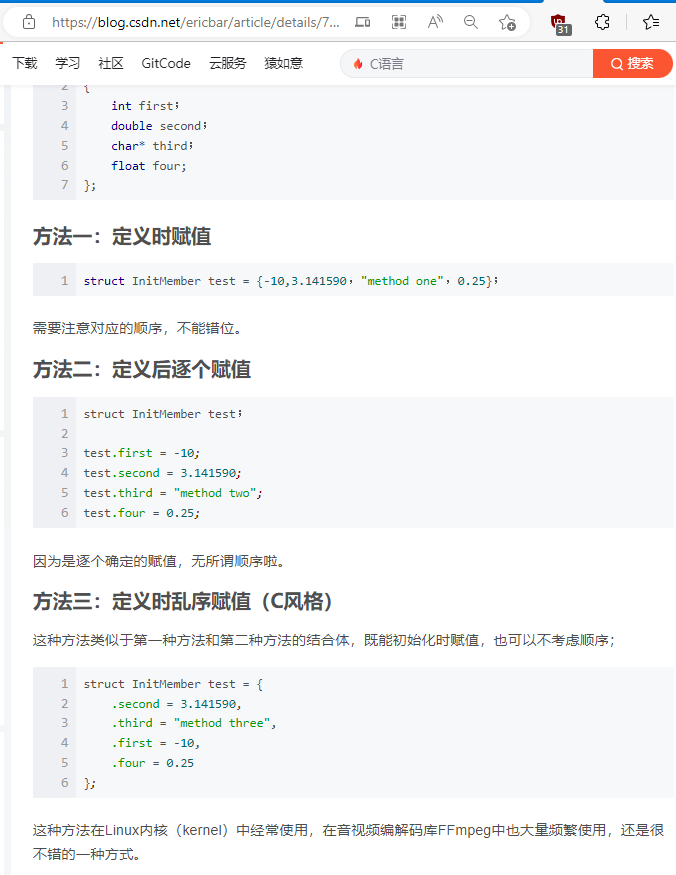 https://blog.csdn.net/ericbar/article/details/7...
31
下载 学习 社区 GitCode 云服务 猿如意 C语言 搜索
2 {
3 int first；
4 double second；
5 char* third；
6 float four;
7 };
方法一：定义时赋值
1 struct InitMember test = {-10,3.141590，"method one"，0.25}；
需要注意对应的顺序，不能错位。
方法二：定义后逐个赋值
1 struct InitMember test；
2
3 test.first = -10;
4 test.second = 3.141590;
5 test.third = "method two";
6 test.four = 0.25;
因为是逐个确定的赋值，无所谓顺序啦。
方法三：定义时乱序赋值（C风格）
这种方法类似于第一种方法和第二种方法的结合体，既能初始化时赋值，也可以不考虑顺序；
1 struct InitMember test = {
2 .second = 3.141590,
3 .third = "method three",
4 .first = -10,
5 .four = 0.25
6 };
这种方法在Linux内核（kernel）中经常使用，在音视频编解码库FFmpeg中也大量频繁使用，还是很
不错的一种方式。